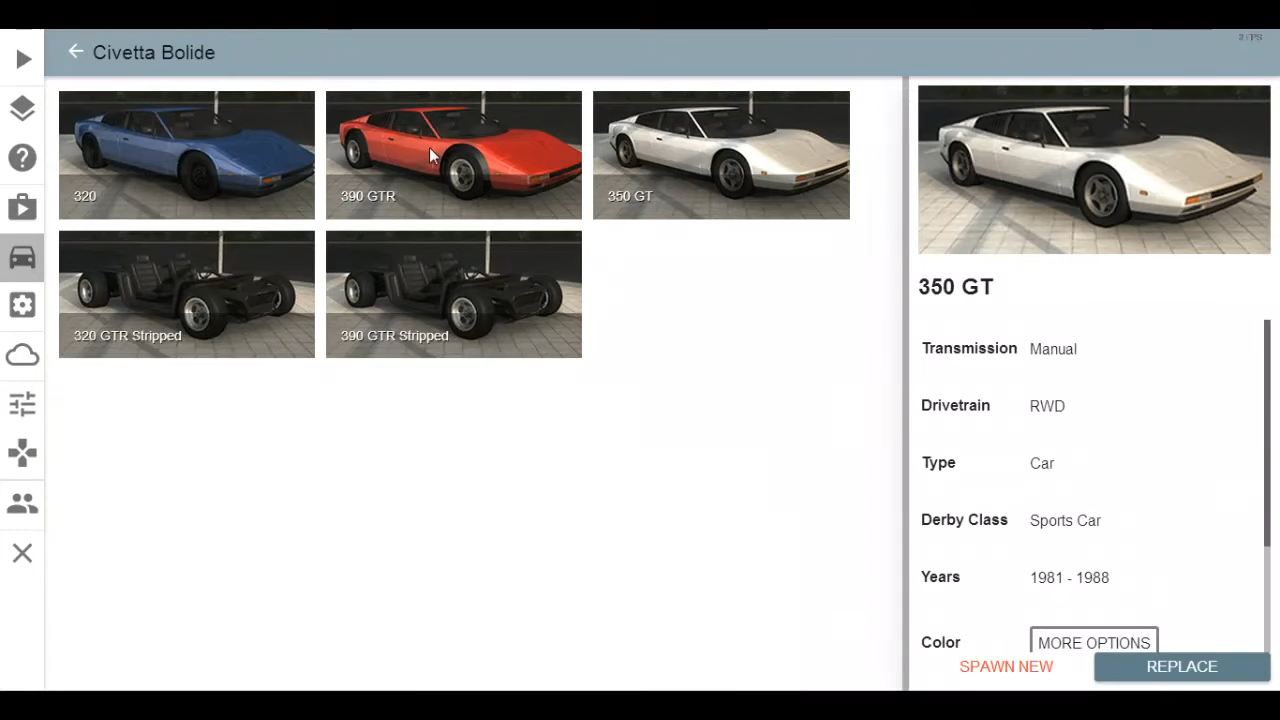 Civetta Bolide
320
390 GTR
350 GT
320 GTR Stripped
390 GTR Stripped
350 GT
Transmission Manual
Drivetrain RWD
Type Car
Derby Class Sports Car
Years 1981 - 1988
Color MORE OPTIONS
SPAWN NEW REPLACE